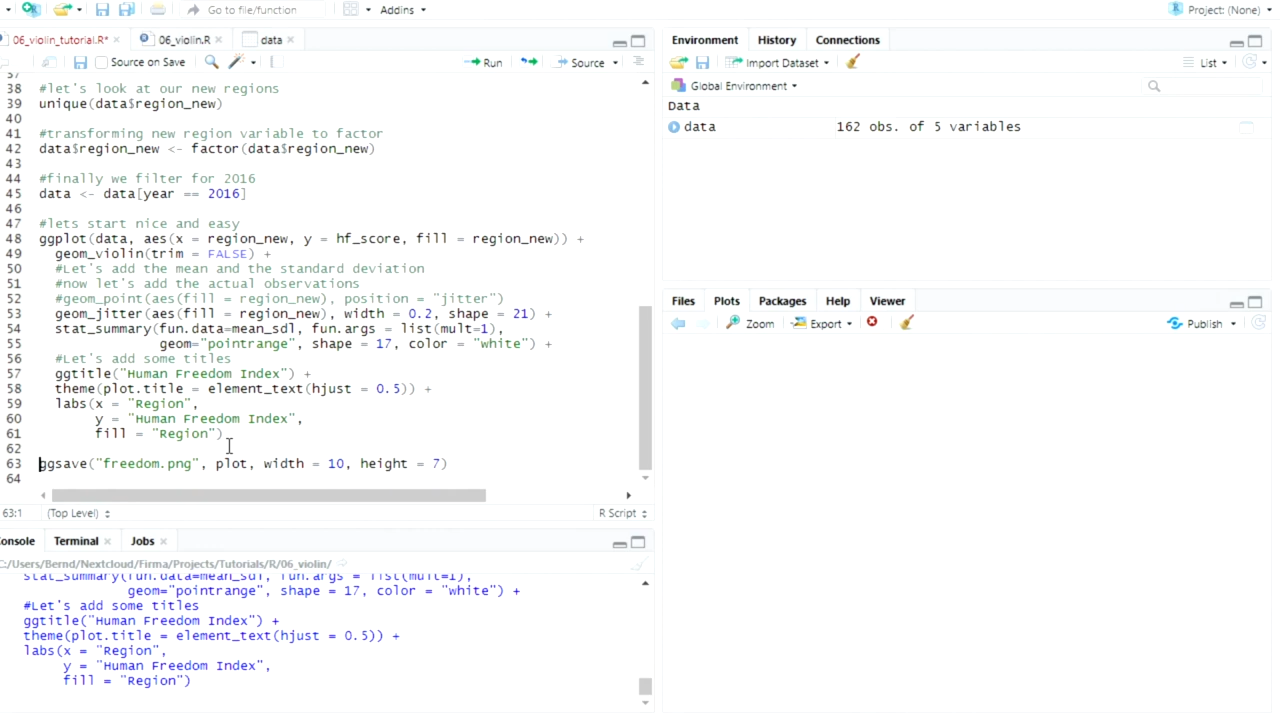 Go to file/function
Addins
Project: (None)
06_violin_tutorial.R*
06_violin.R
data
Source on Save
Run
Source
37
38 #let's look at our new regions
39 unique(data$region_new)
40
41 #transforming new region variable to factor
42 data$region_new <- factor(data$region_new)
43
44 #finally we filter for 2016
45 data <- data[year == 2016]
46
47 #lets start nice and easy
48 ggplot(data, aes(x = region_new, y = hf_score, fill = region_new)) +
49 geom_violin(trim = FALSE) +
50 #Let's add the mean and the standard deviation
51 #now let's add the actual observations
52 #geom_point(aes(fill = region_new), position = "jitter")
53 geom_jitter(aes(fill = region_new), width = 0.2, shape = 21) +
54 stat_summary(fun.data=mean_sdl, fun.args = list(mult=1),
55 geom="pointrange", shape = 17, color = "white") +
56 #Let's add some titles
57 ggtitle("Human Freedom Index") +
58 theme(plot.title = element_text(hjust = 0.5)) +
59 labs(x = "Region",
60 y = "Human Freedom Index",
61 fill = "Region")
62
63 ggsave("freedom.png", plot, width = 10, height = 7)
64
63:1 (Top Level) R Script
onsole Terminal Jobs
C:/Users/Bernd/Nextcloud/Firma/Projects/Tutorials/R/06_violin/
stat_summary(fun.data=mean_sdl, fun.args = list(mult=1),
geom="pointrange", shape = 17, color = "white") +
#Let's add some titles
ggtitle("Human Freedom Index") +
theme(plot.title = element_text(hjust = 0.5)) +
labs(x = "Region",
y = "Human Freedom Index",
fill = "Region")
Environment History Connections
Import Dataset
List
Global Environment
Data
data 162 obs. of 5 variables
Files Plots Packages Help Viewer
Zoom Export Publish